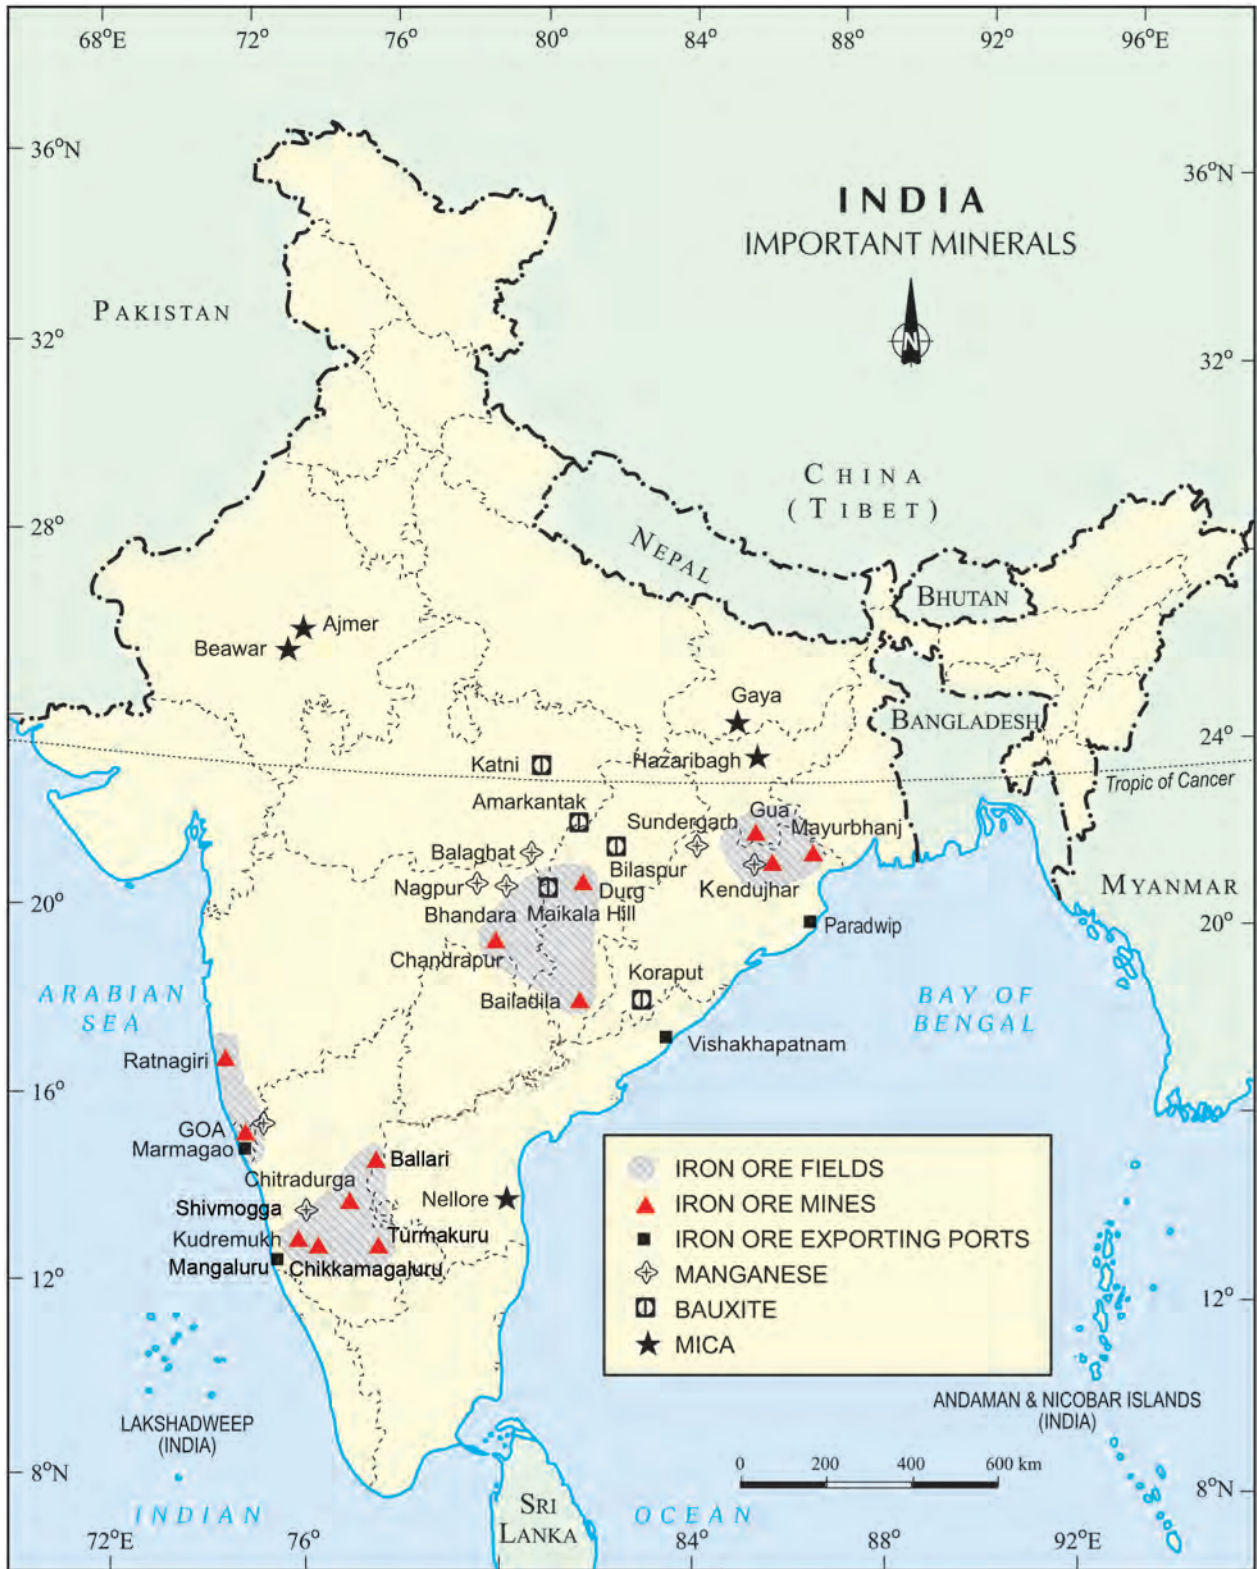 68°E 72° 76° 80° 84° 88° 92° 96°E
36°N
36°N
INDIA
IMPORTANT MINERALS
N
PAKISTAN
32°
32°
CHINA
(TIBET)
28°
NEPAL
BHUTAN
Ajmer
Beawar
Gaya
BANGLADESH
24°
Katni
Hazaribagh
Tropic of Cancer
Amarkantak
Sundergarh
Gua
Mayurbhanj
Balaghat
Bilaspur
Nagpur
Durg
Kendujhar
MYANMAR
20°
Bhandara
Maikala Hill
20°
Paradwip
Chandrapur
Koraput
Bailadila
ARABIAN
SEA
BAY OF
BENGAL
Vishakhapatnam
Ratnagiri
16°
GOA
Marmagao
Ballari
Chitradurga
Nellore
Shivmogga
Kudremukh
Turmakuru
Mangaluru
Chikkamagaluru
12°
12°
IRON ORE FIELDS
IRON ORE MINES
IRON ORE EXPORTING PORTS
MANGANESE
BAUXITE
MICA
LAKSHADWEEP
(INDIA)
ANDAMAN & NICOBAR ISLANDS
(INDIA)
0 200 400 600 km
8°N
8°N
SRI
LANKA
INDIAN OCEAN
72°E 76° 84° 88° 92°E